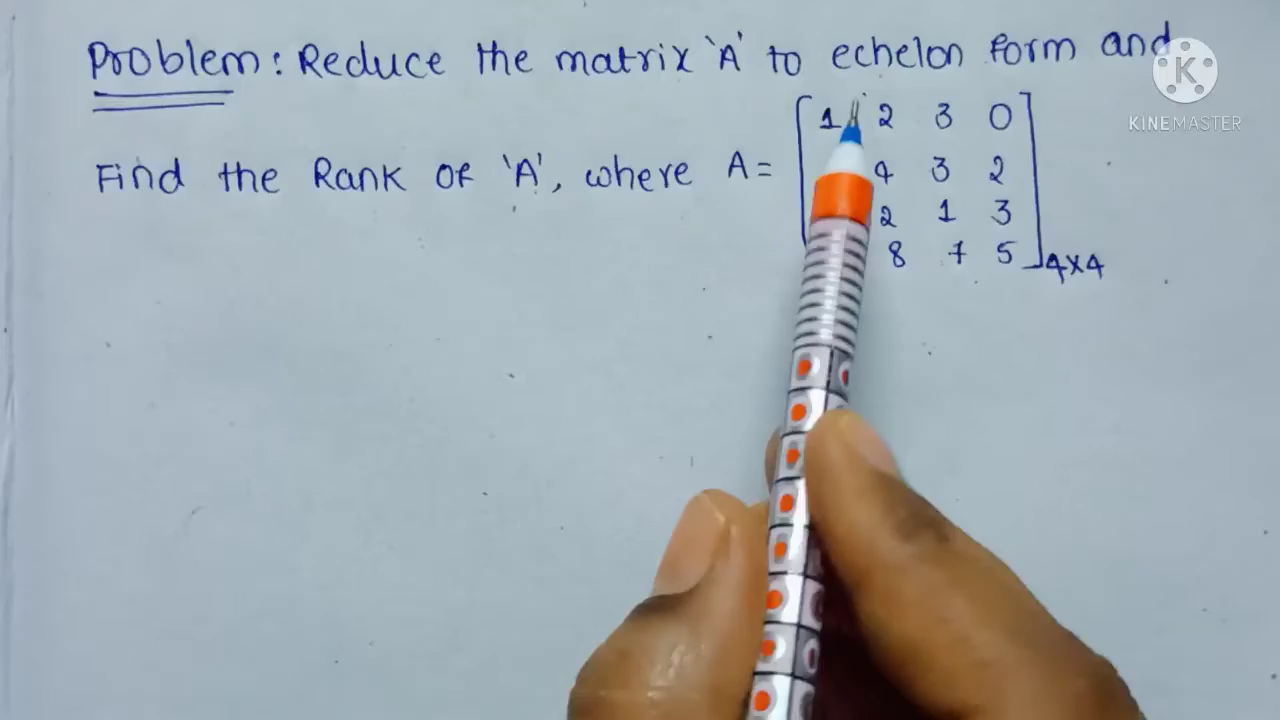 Problem: Reduce the matrix 'A' to echelon form and
Find the Rank of 'A', where A = [1 2 3 0
4 3 2
2 1 3
8 7 5] 4x4
KINEMASTER